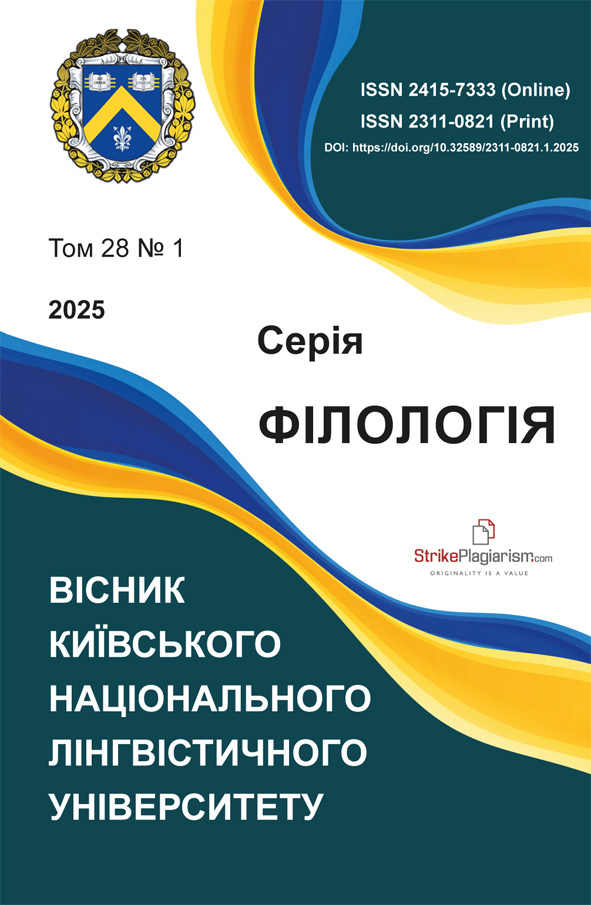 ISSN 2415-7333 (Online)
ISSN 2311-0821 (Print)
DOI: https://doi.org/10.32589/2311-0821.1.2025
Том 28 № 1
2025
Серія
ФІЛОЛОГІЯ
StrikePlagiarism.com
ORIGINALITY IS A VALUE
ВІСНИК
КИЇВСЬКОГО
НАЦІОНАЛЬНОГО
ЛІНГВІСТИЧНОГО
УНІВЕРСИТЕТУ